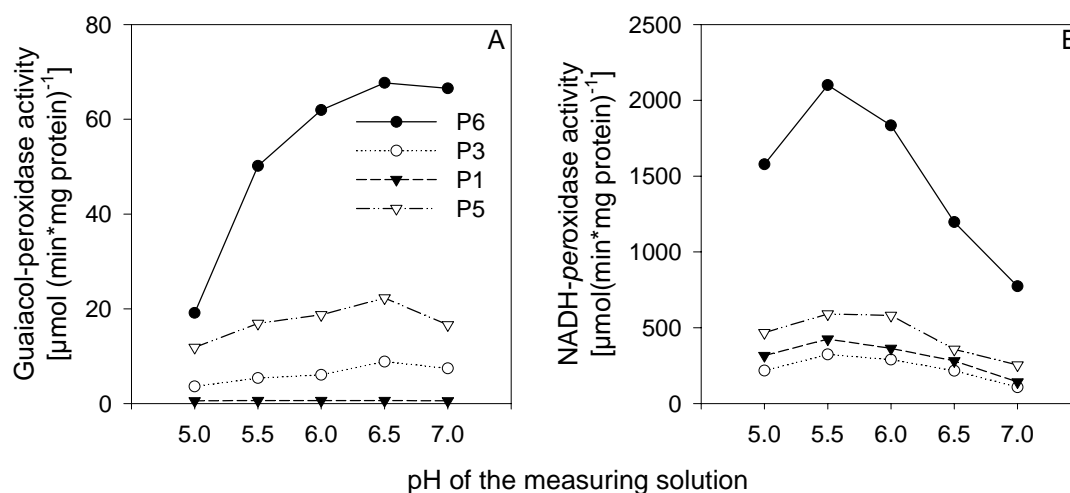 A
Guaiacol-peroxidase activity
[µmol (min*mg protein)⁻¹
80
60
40
20
0
P6
P3
P1
P5
5.0 5.5 6.0 6.5 7.0
NADH-peroxidase activity
[µmol(min*mg protein)⁻¹
2500
2000
1500
1000
500
0
5.0 5.5 6.0 6.5 7.0
pH of the measuring solution